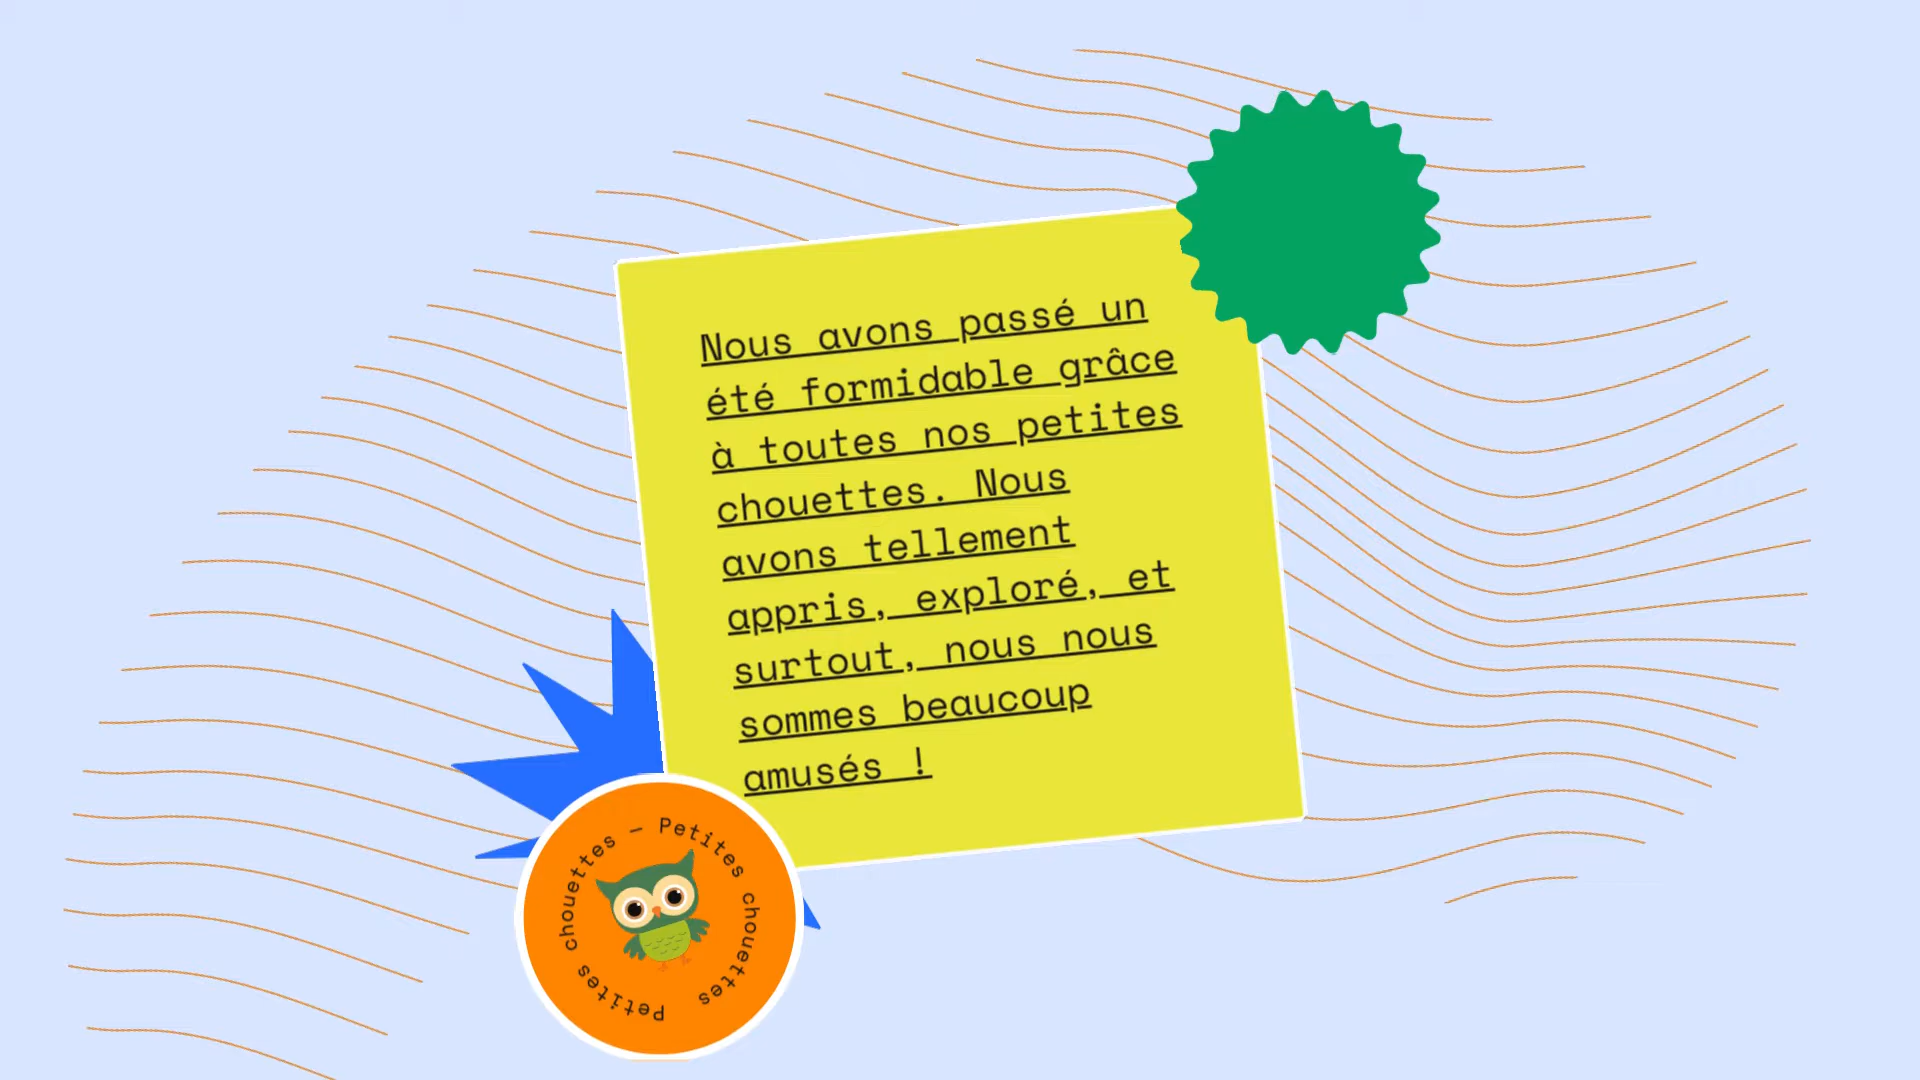 Nous avons passé un
été formidable grâce
à toutes nos petites
chouettes. Nous
avons tellement
appris, exploré, et
surtout, nous nous
sommes beaucoup
amusés !
Petites chouettes — Petites chouettes